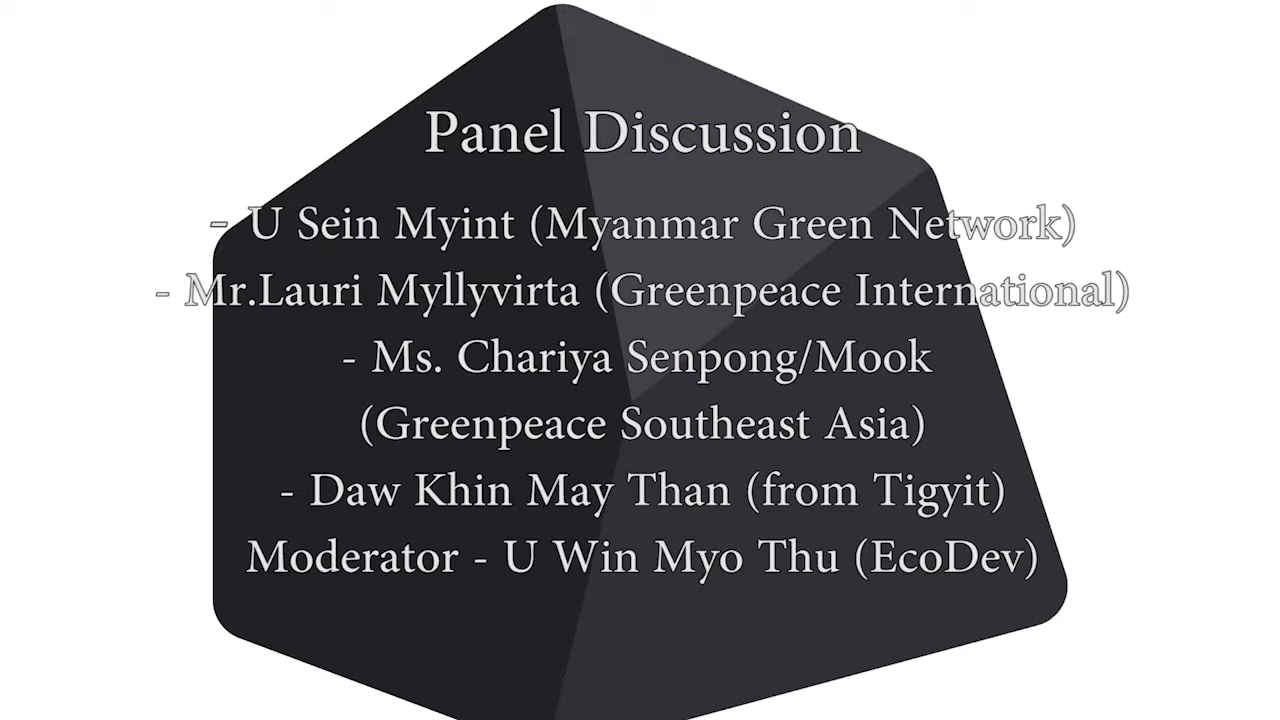 Panel Discussion
- U Sein Myint (Myanmar Green Network)
- Mr.Lauri Myllyvirta (Greenpeace International)
- Ms. Chariya Senpong/Mook
(Greenpeace Southeast Asia)
- Daw Khin May Than (from Tigyit)
Moderator - U Win Myo Thu (EcoDev)